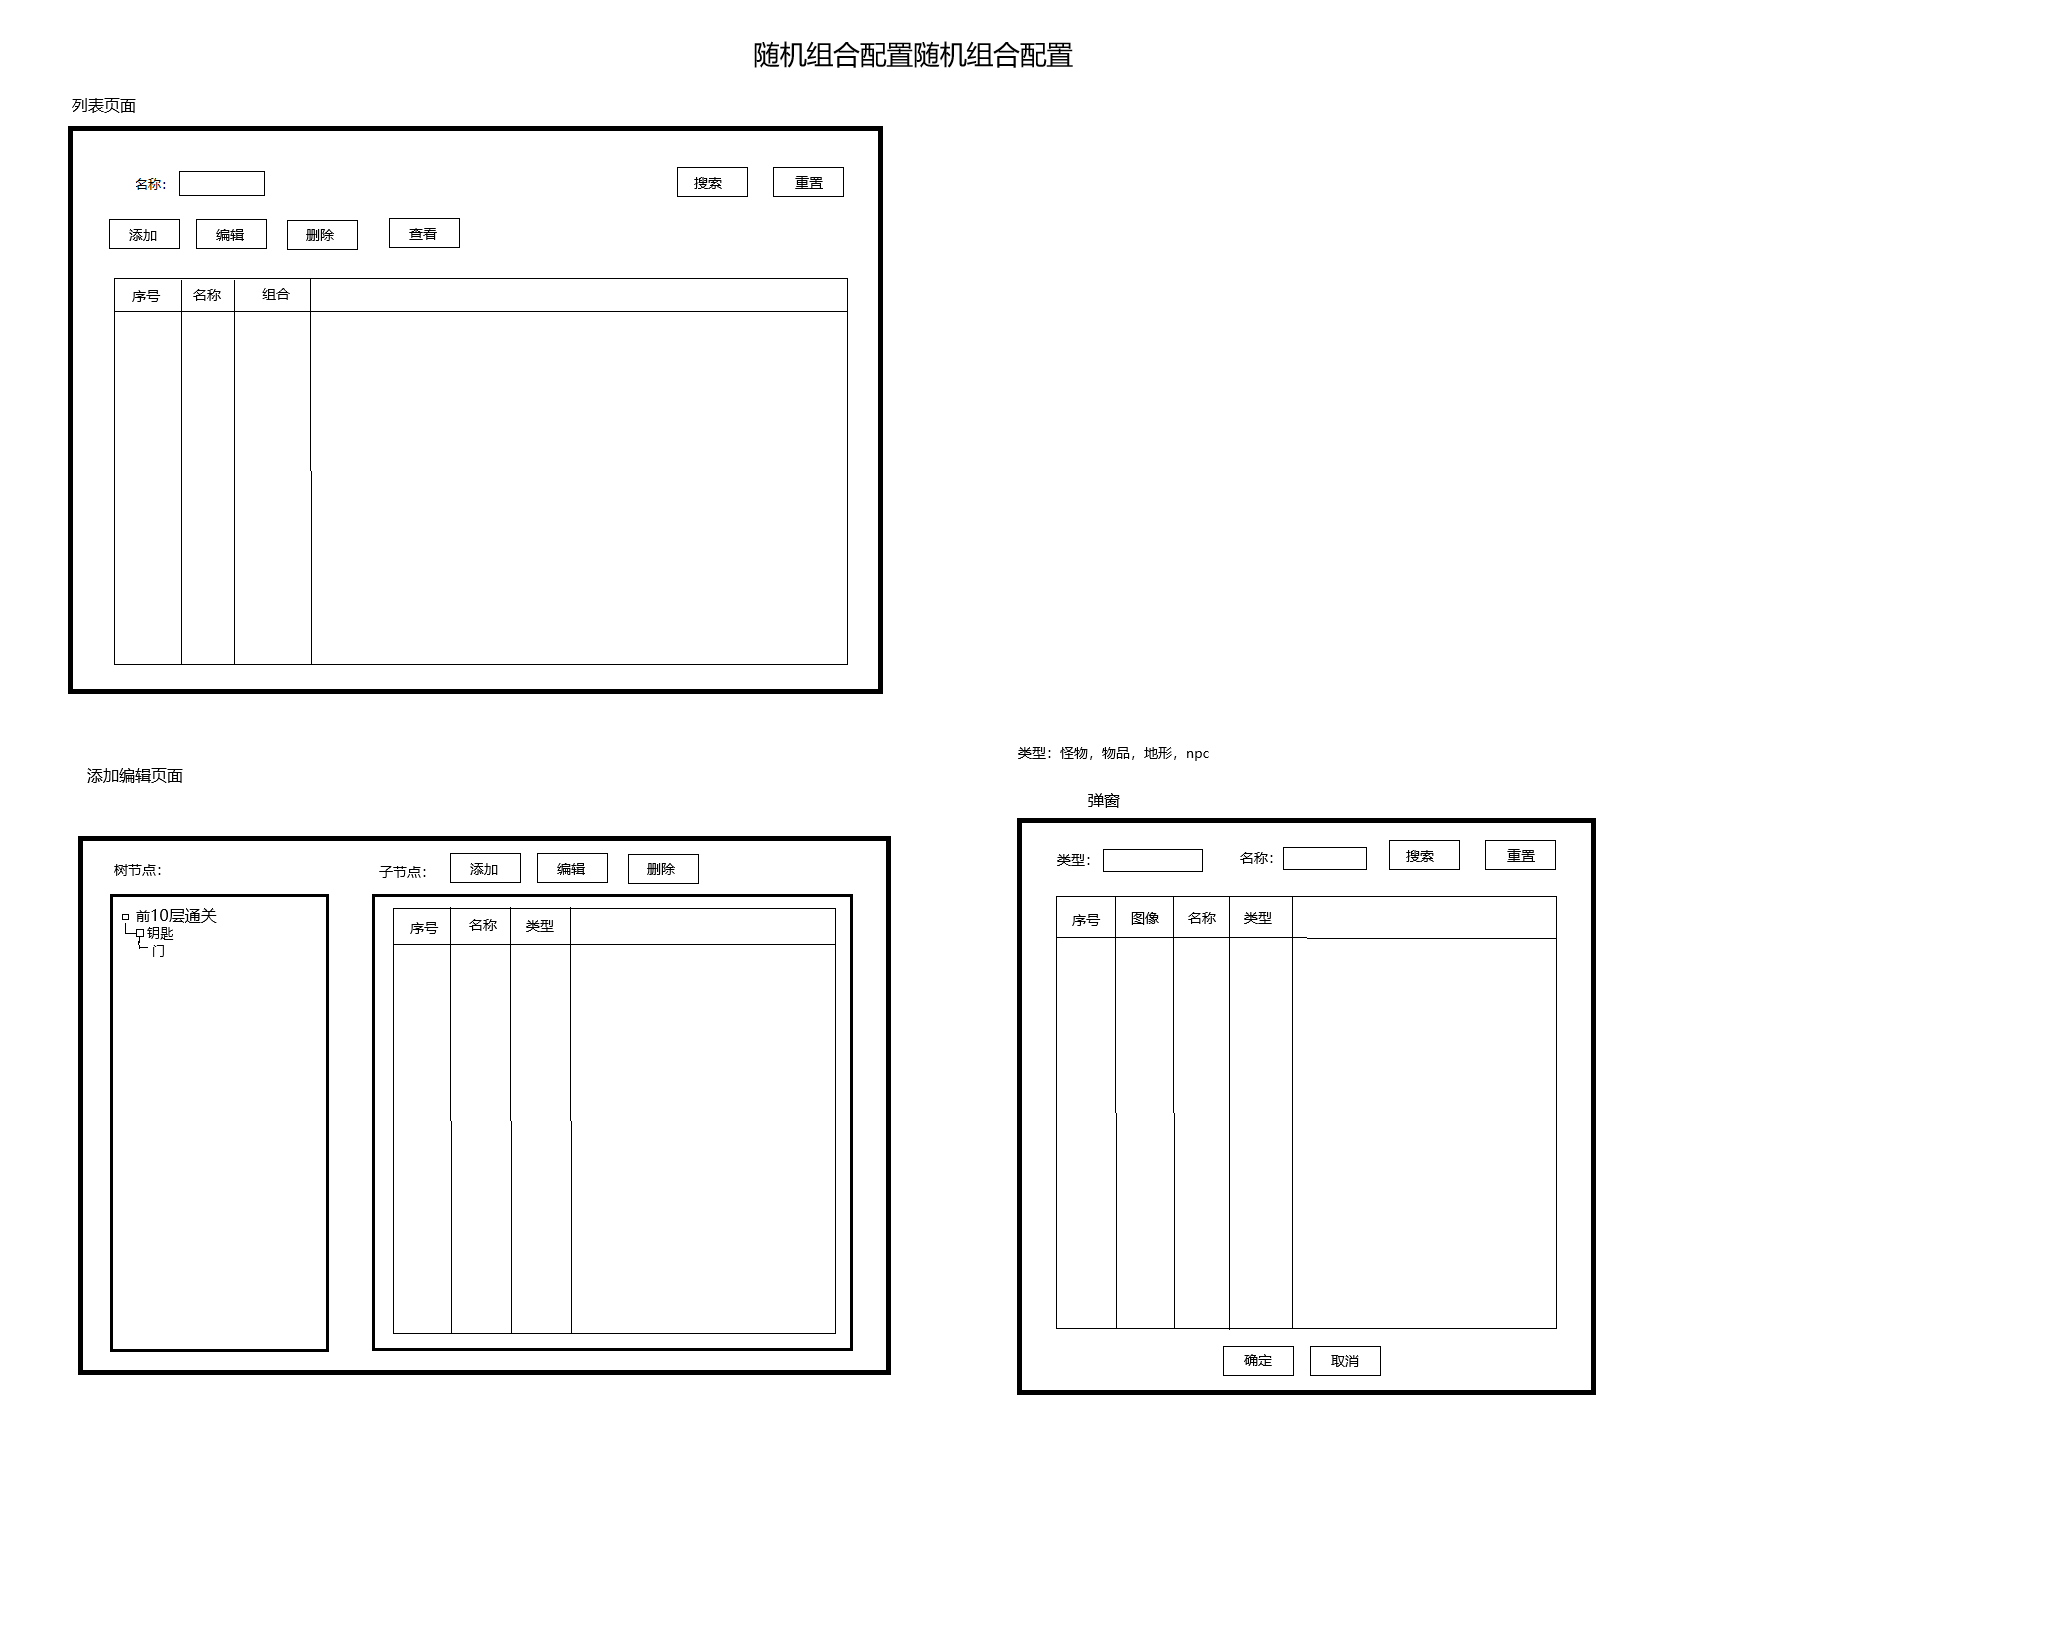 随机组合配置随机组合配置
列表页面
名称：
搜索 重置
添加 编辑 删除 查看
序号 名称 组合
类型：怪物，物品，地形，npc
添加编辑页面
树节点：
前10层通关
钥匙
门
子节点： 添加 编辑 删除
序号 名称 类型
弹窗
类型： 名称： 搜索 重置
序号 图像 名称 类型
确定 取消